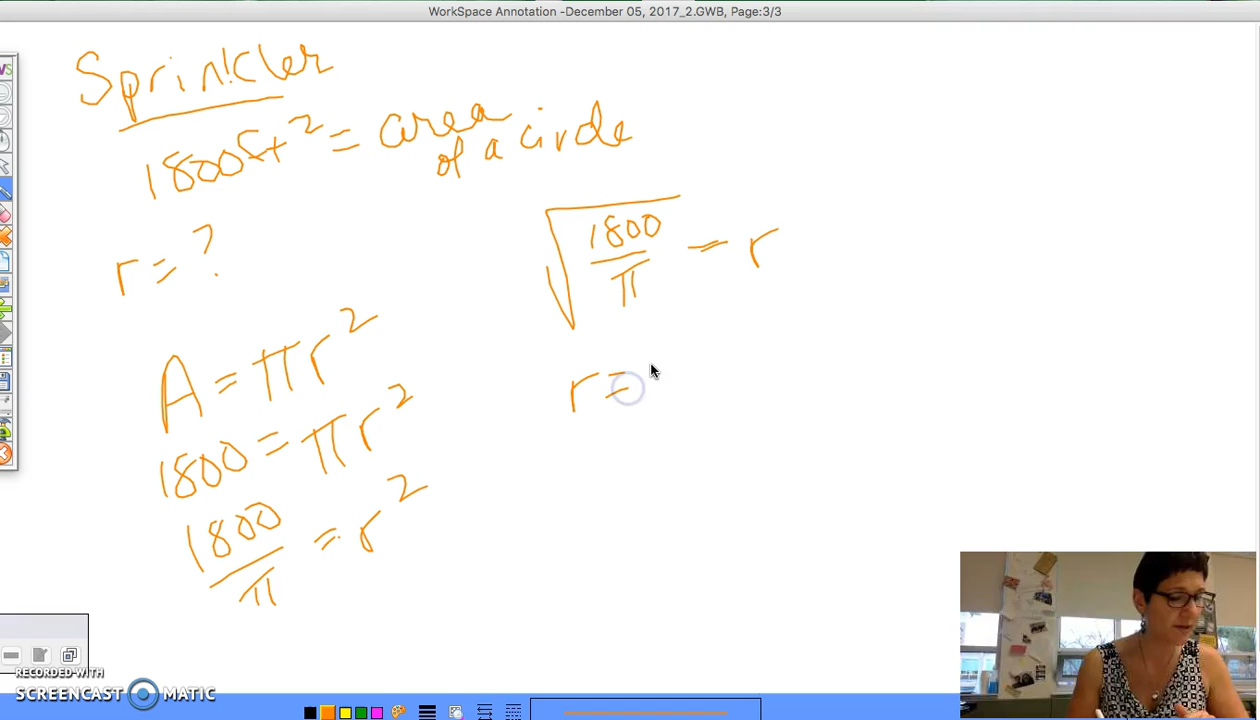 WorkSpace Annotation -December 05, 2017_2.GWB, Page:3/3
Sprinkler
1800ft² = area
of a circle
r = ?
A = πr²
1800 = πr²
1800/π = r²
√(1800/π) = r
r =
RECORDED WITH
SCREENCAST MATIC